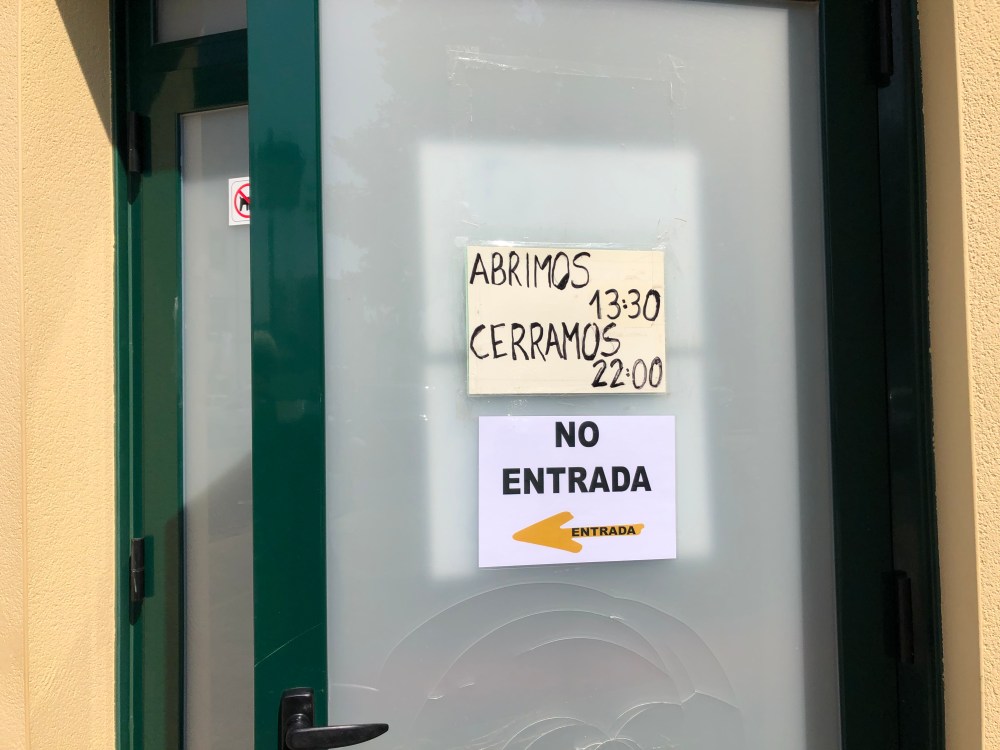 ABRIMOS
13:30
CERRAMOS
22:00
NO
ENTRADA
ENTRADA